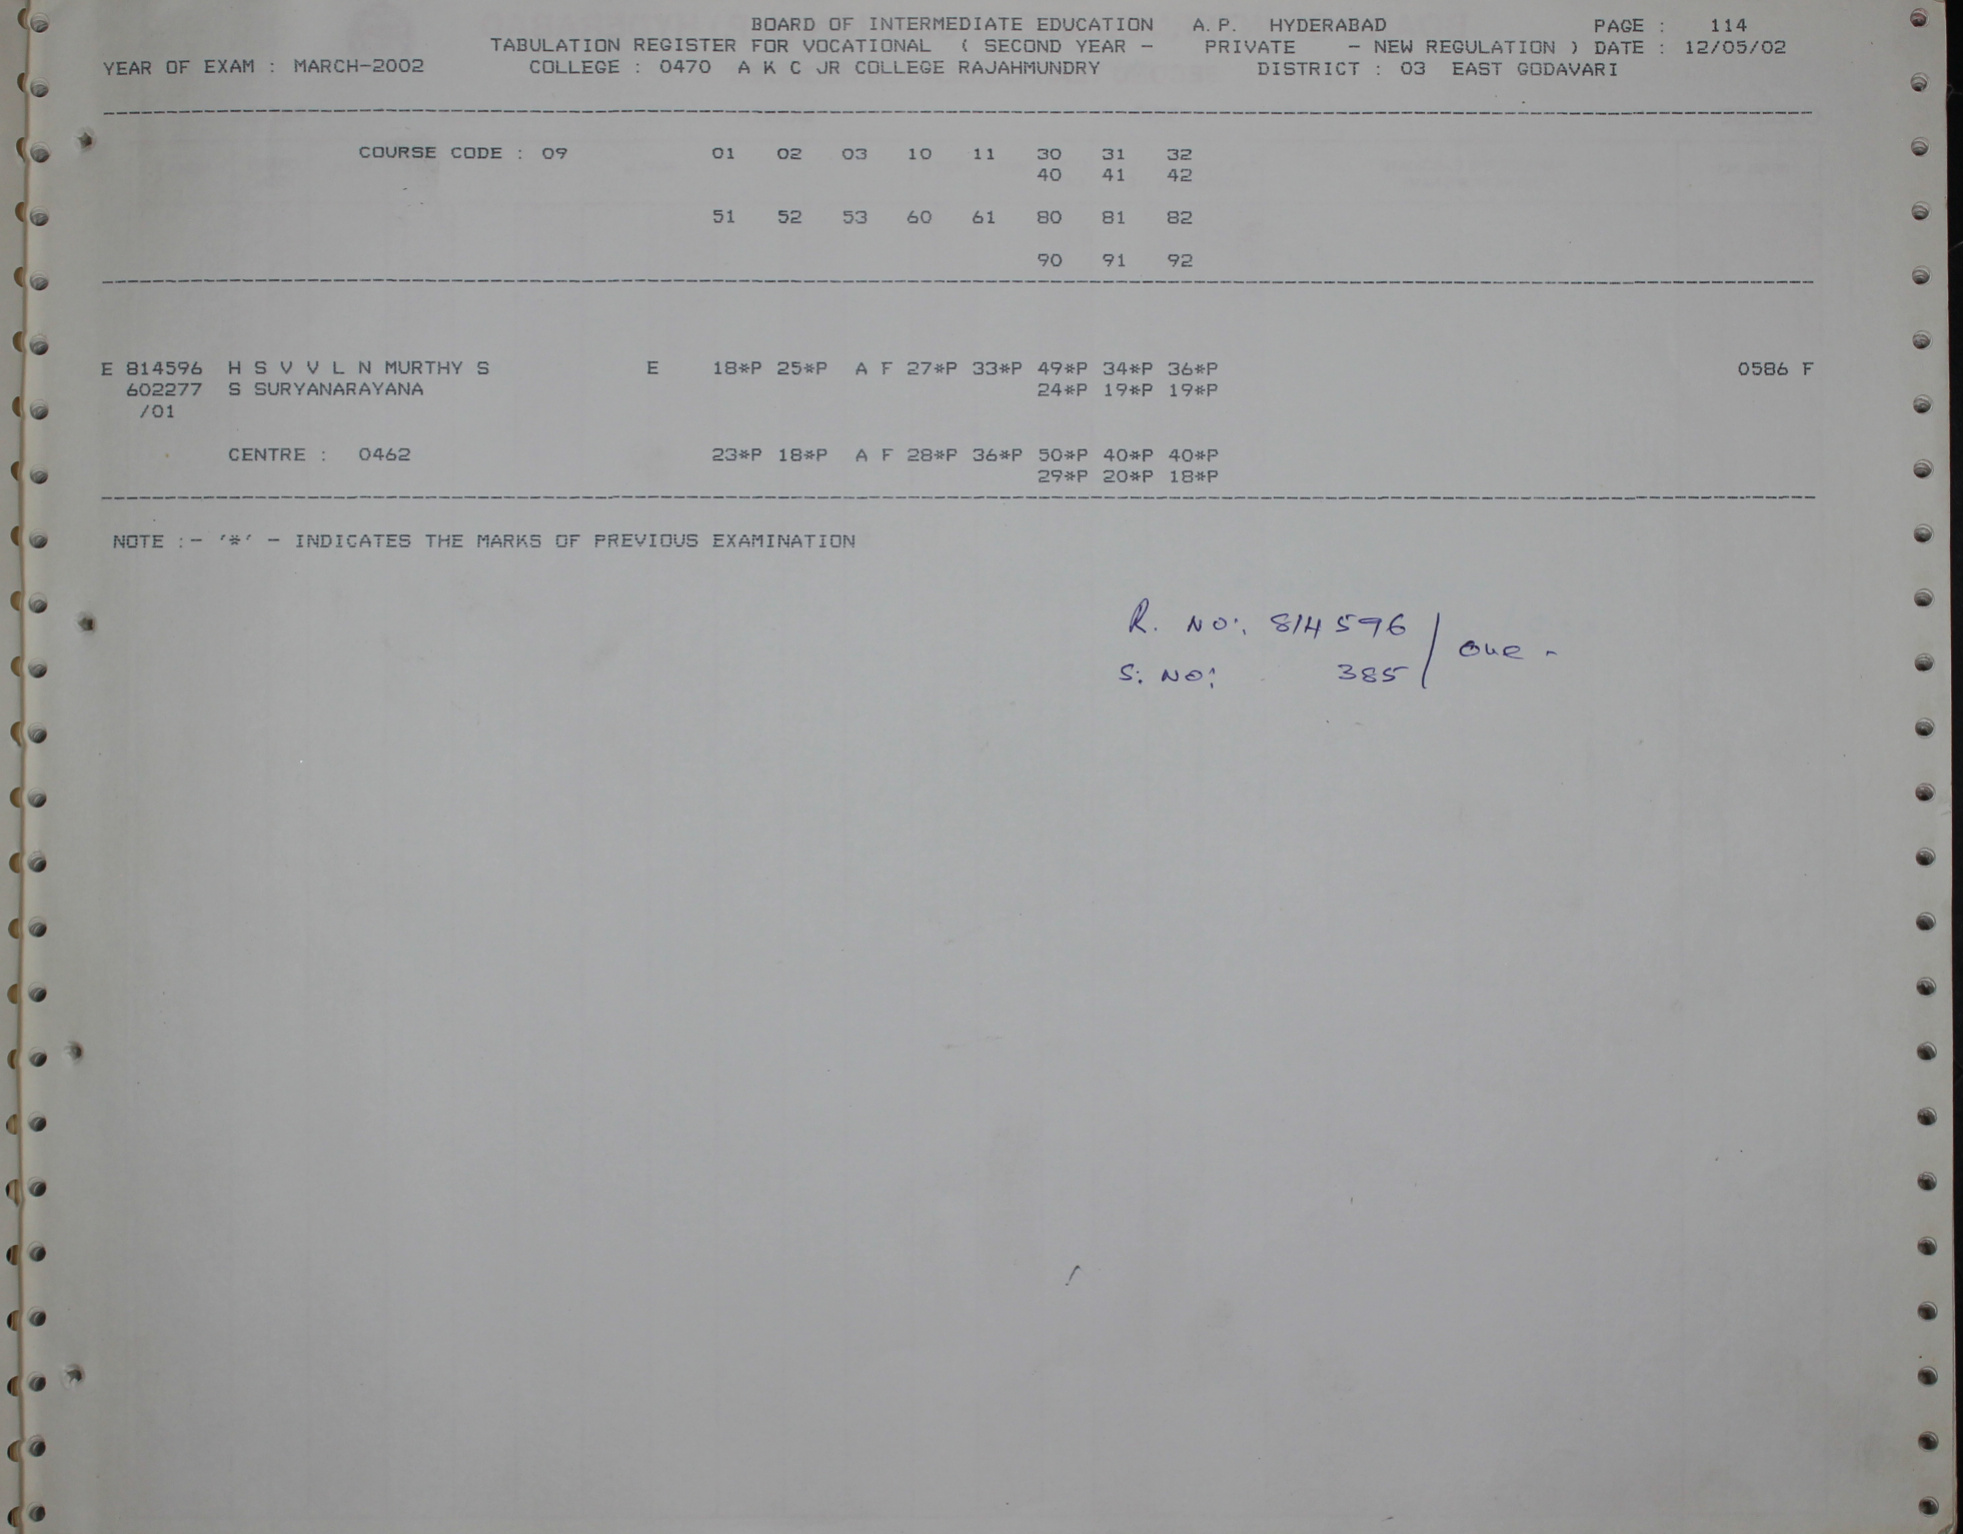 BOARD OF INTERMEDIATE EDUCATION A.P. HYDERABAD PAGE : 114
TABULATION REGISTER FOR VOCATIONAL ( SECOND YEAR - PRIVATE - NEW REGULATION ) DATE : 12/05/02
YEAR OF EXAM : MARCH-2002 COLLEGE : 0470 A K C JR COLLEGE RAJAHMUNDRY DISTRICT : 03 EAST GODAVARI
COURSE CODE : 09 01 02 03 10 11 30 31 32
40 41 42
51 52 53 60 61 80 81 82
90 91 92
E 814596 H S V V L N MURTHY S E 18*P 25*P A F 27*P 33*P 49*P 34*P 36*P 0586 F
602277 S SURYANARAYANA 24*P 19*P 19*P
/01
CENTRE : 0462 23*P 18*P A F 28*P 36*P 50*P 40*P 40*P
29*P 20*P 18*P
NOTE :- '*' - INDICATES THE MARKS OF PREVIOUS EXAMINATION
R. NO: 814596
One -
S. NO: 385